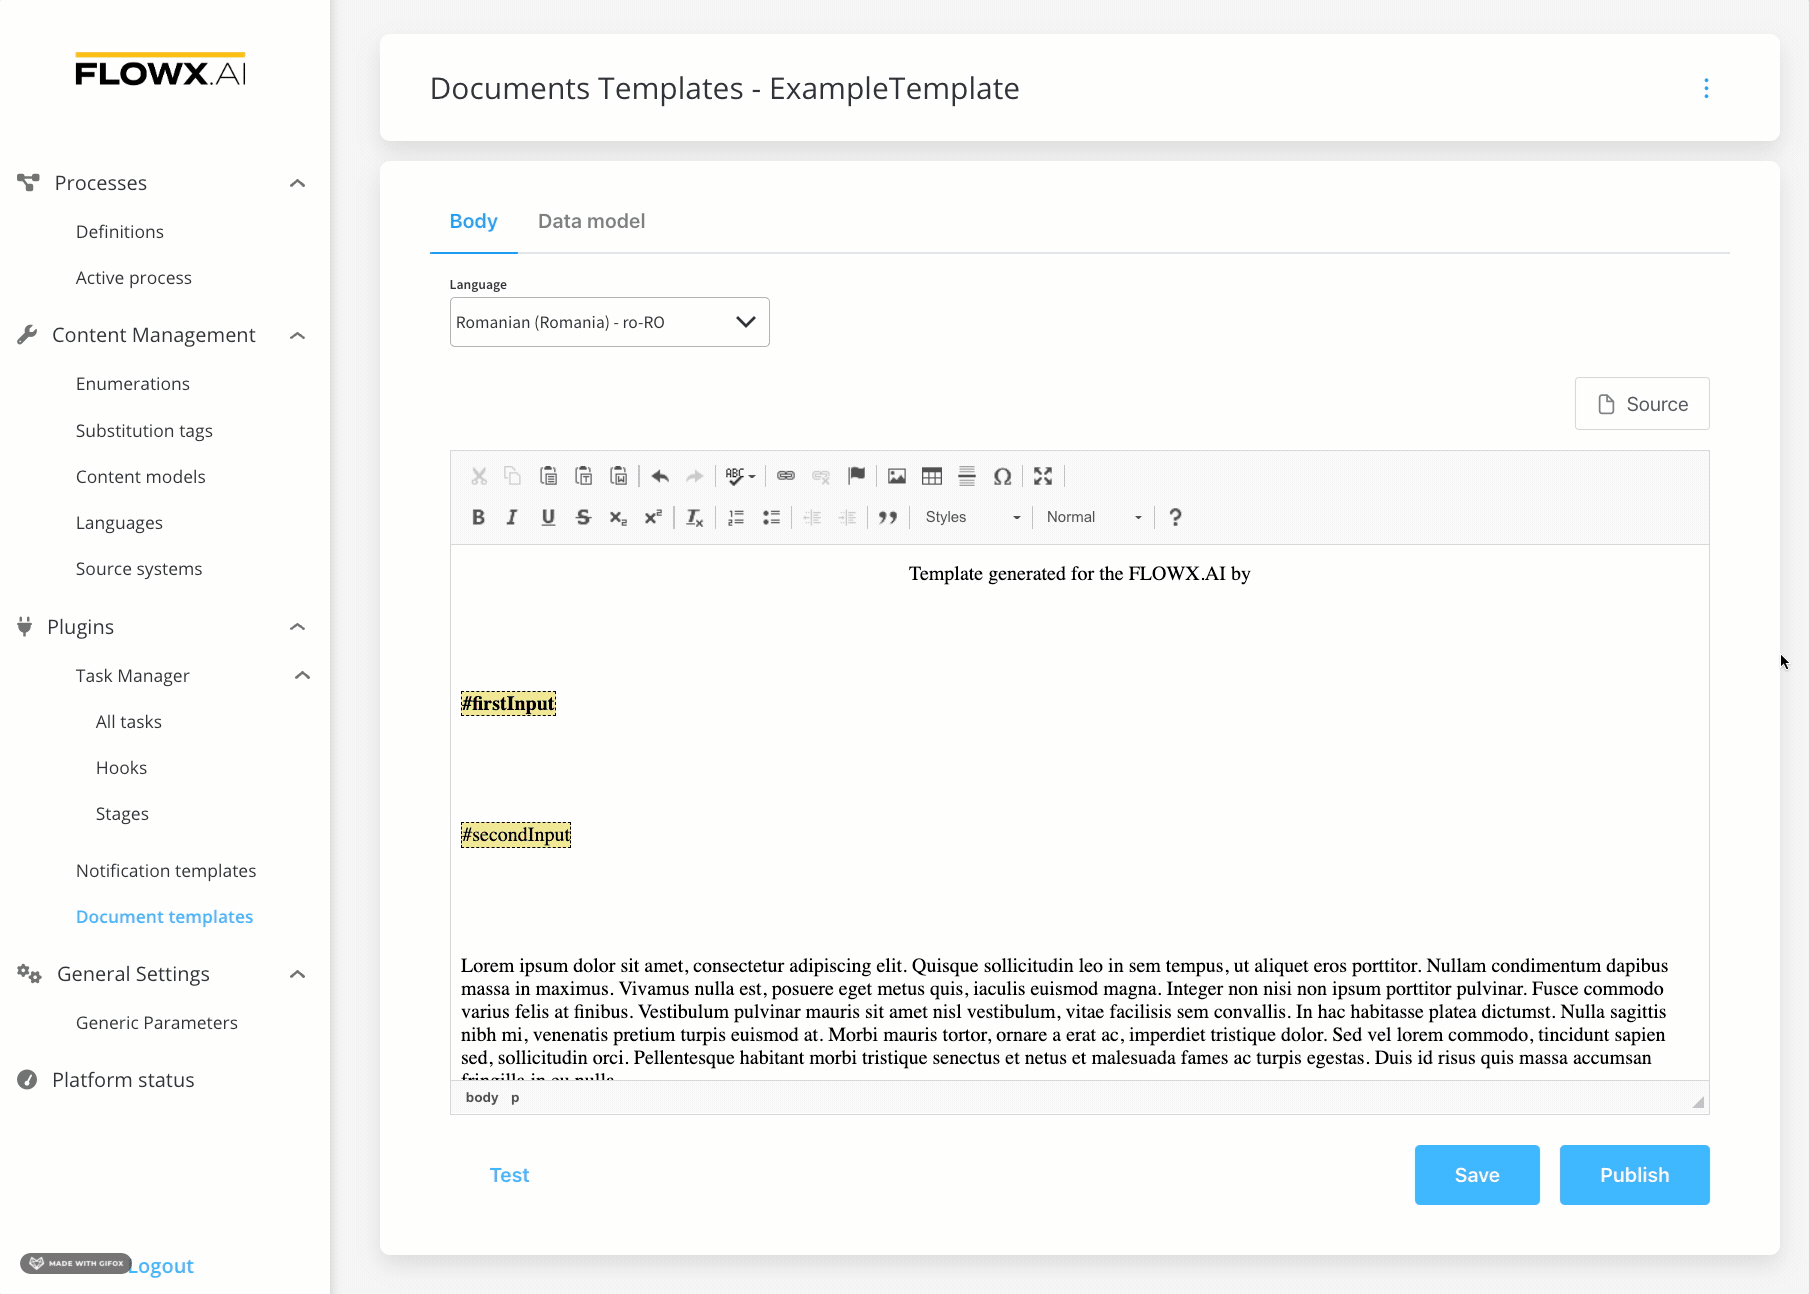 FLOWX.AI
Processes
Definitions
Active process
Content Management
Enumerations
Substitution tags
Content models
Languages
Source systems
Plugins
Task Manager
All tasks
Hooks
Stages
Notification templates
Document templates
General Settings
Generic Parameters
Platform status
MADE WITH GIFOX
Logout
Documents Templates - ExampleTemplate
Body Data model
Language
Romanian (Romania) - ro-RO
Source
ABC
B I U S x₂ x² Tx Styles Normal ?
Template generated for the FLOWX.AI by
#firstInput
#secondInput
Lorem ipsum dolor sit amet, consectetur adipiscing elit. Quisque sollicitudin leo in sem tempus, ut aliquet eros porttitor. Nullam condimentum dapibus
massa in maximus. Vivamus nulla est, posuere eget metus quis, iaculis euismod magna. Integer non nisi non ipsum porttitor pulvinar. Fusce commodo
varius felis at finibus. Vestibulum pulvinar mauris sit amet nisl vestibulum, vitae facilisis sem convallis. In hac habitasse platea dictumst. Nulla sagittis
nibh mi, venenatis pretium turpis euismod at. Morbi mauris tortor, ornare a erat ac, imperdiet tristique dolor. Sed vel lorem commodo, tincidunt sapien
sed, sollicitudin orci. Pellentesque habitant morbi tristique senectus et netus et malesuada fames ac turpis egestas. Duis id risus quis massa accumsan
fringilla in eu nulla.
body p
Test
Save
Publish